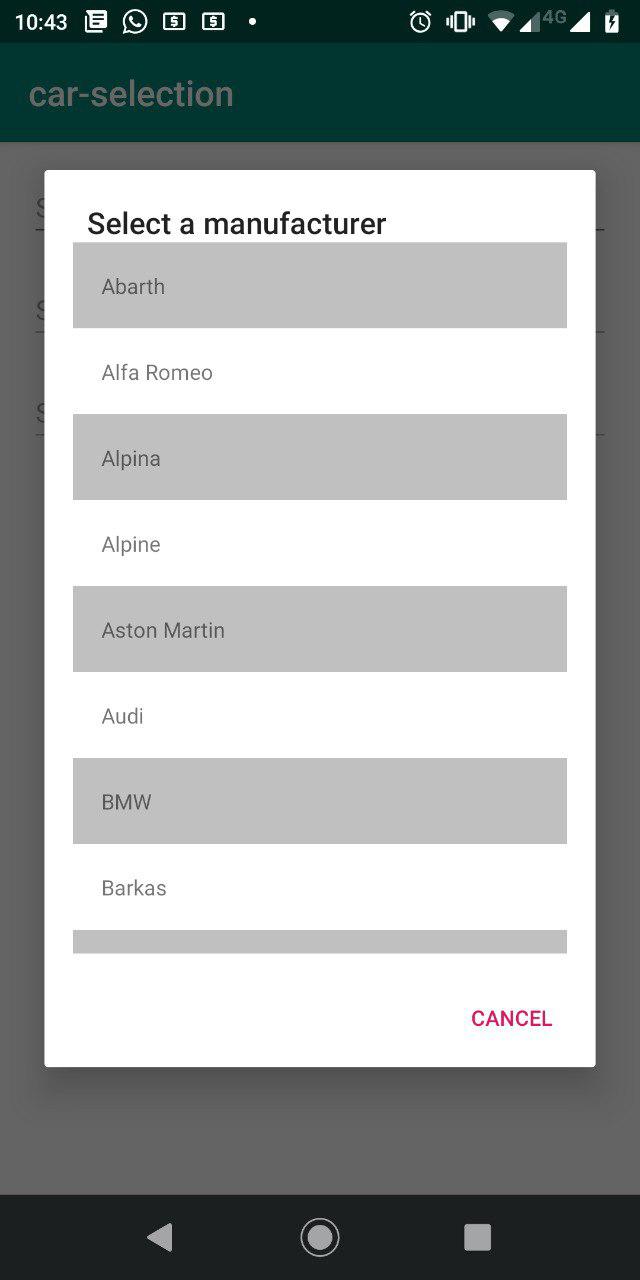 10:43
4G
car-selection
S
Select a manufacturer
Abarth
S
Alfa Romeo
S
Alpina
Alpine
Aston Martin
Audi
BMW
Barkas
CANCEL